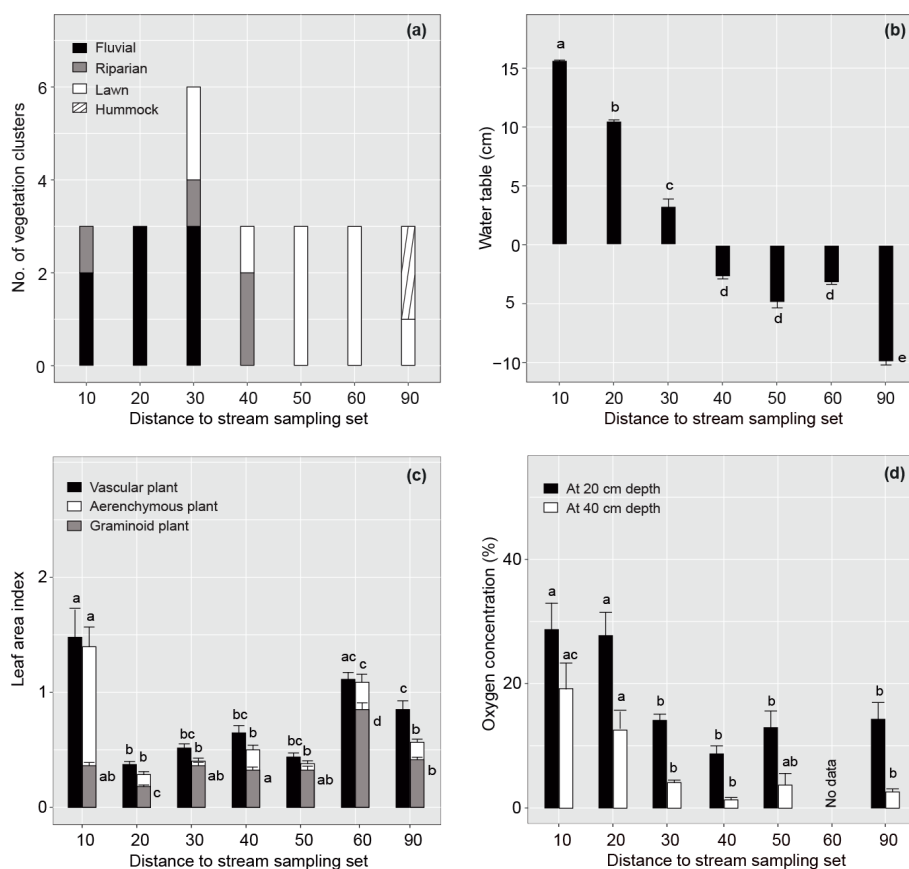 (a)
Fluvial
Riparian
Lawn
Hummock
6
4
2
0
No. of vegetation clusters
10 20 30 40 50 60 90
Distance to stream sampling set
(b)
a
b
c
d
d
d
e
15
10
5
0
5
−10
Water table (cm)
10 20 30 40 50 60 90
Distance to stream sampling set
(c)
Vascular plant
Aerenchymous plant
Graminoid plant
2
1
0
Leaf area index
a a ab
b b c
bc b ab
bc b a
bc b ab
ac c d
c b b
10 20 30 40 50 60 90
Distance to stream sampling set
(d)
At 20 cm depth
At 40 cm depth
40
20
0
Oxygen concentration (%)
a ac
a a
b b
b b
b ab
No data
b b
10 20 30 40 50 60 90
Distance to stream sampling set